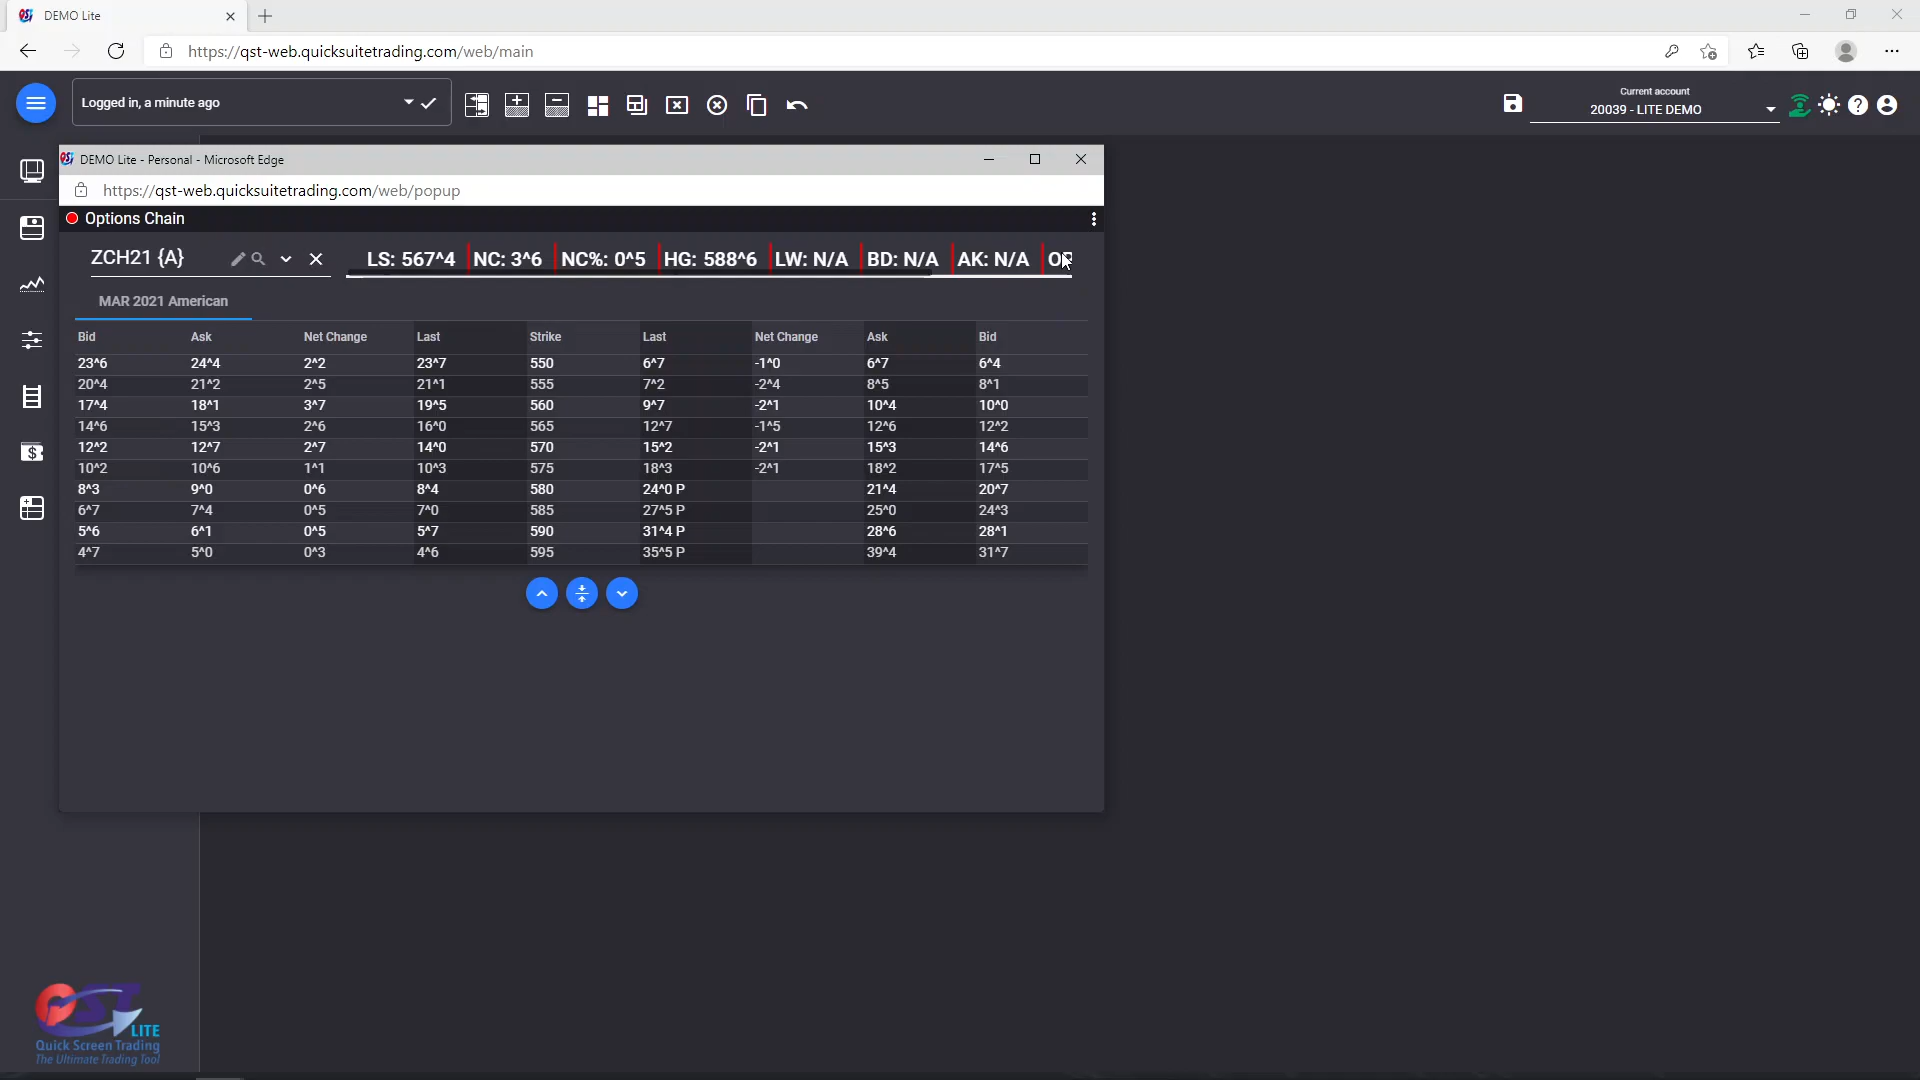 DEMO Lite
https://qst-web.quicksuitetrading.com/web/main
Logged in, a minute ago
Current account
20039 - LITE DEMO
DEMO Lite - Personal - Microsoft Edge
https://qst-web.quicksuitetrading.com/web/popup
Options Chain
ZCH21 {A} LS: 567^4 NC: 3^6 NC%: 0^5 HG: 588^6 LW: N/A BD: N/A AK: N/A
MAR 2021 American
Bid Ask Net Change Last Strike Last Net Change Ask Bid
23^6 24^4 2^2 23^7 550 6^7 -1^0 6^7 6^4
20^4 21^2 2^5 21^1 555 7^2 -2^4 8^5 8^1
17^4 18^1 3^7 19^5 560 9^7 -2^1 10^4 10^0
14^6 15^3 2^6 16^0 565 12^7 -1^5 12^6 12^2
12^2 12^7 2^7 14^0 570 15^2 -2^1 15^3 14^6
10^2 10^6 1^1 10^3 575 18^3 -2^1 18^2 17^5
8^3 9^0 0^6 8^4 580 24^0 P 21^4 20^7
6^7 7^4 0^5 7^0 585 27^5 P 25^0 24^3
5^6 6^1 0^5 5^7 590 31^4 P 28^6 28^1
4^7 5^0 0^3 4^6 595 35^5 P 39^4 31^7
QST
LITE
Quick Screen Trading
The Ultimate Trading Tool